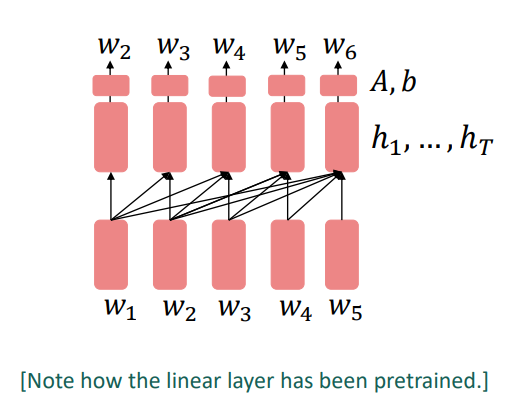 w₂ w₃ w₄ w₅ w₆
A, b
h₁, ... , h_T
w₁ w₂ w₃ w₄ w₅
[Note how the linear layer has been pretrained.]